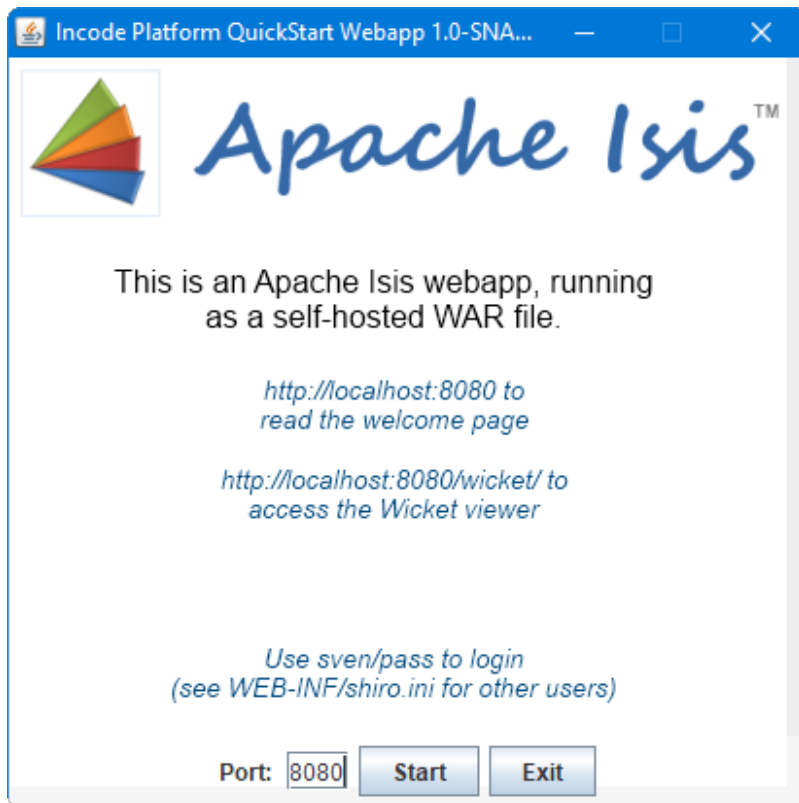 Incode Platform QuickStart Webapp 1.0-SNA...
Apache Isis™
This is an Apache Isis webapp, running
as a self-hosted WAR file.
http://localhost:8080 to
read the welcome page
http://localhost:8080/wicket/ to
access the Wicket viewer
Use sven/pass to login
(see WEB-INF/shiro.ini for other users)
Port: 8080 Start Exit